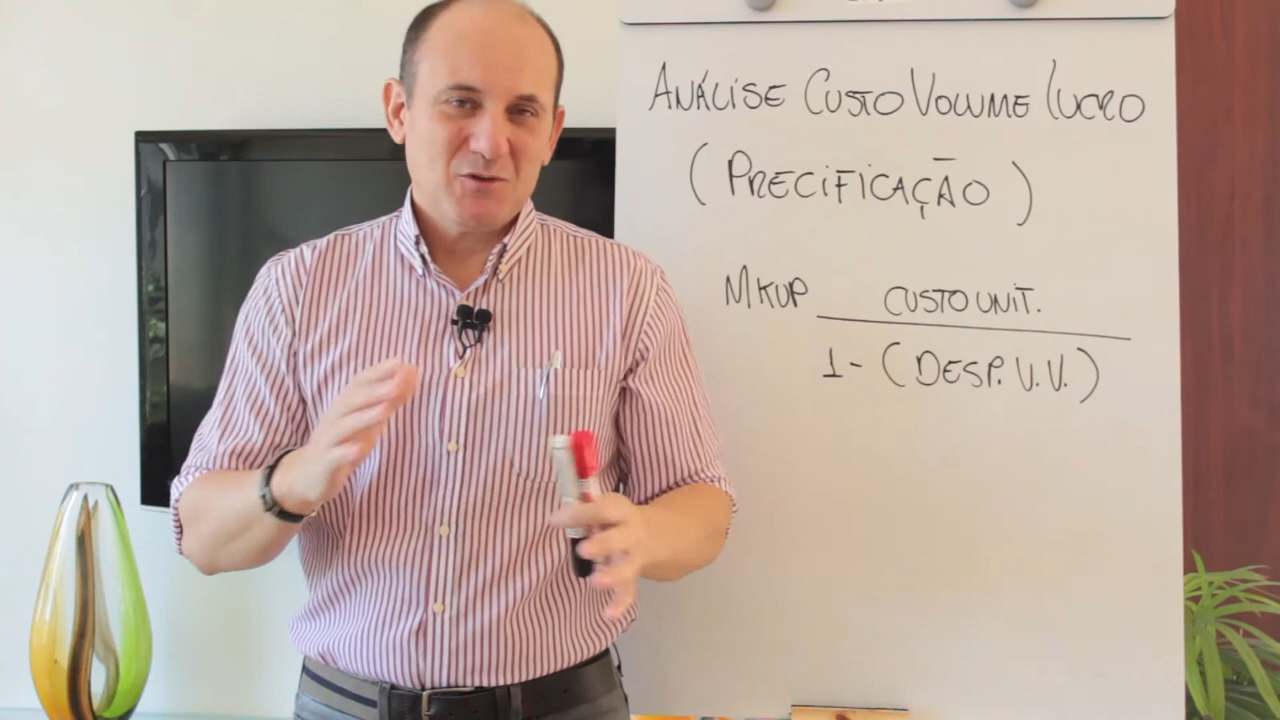 ANÁLISE CUSTO VOLUME LUCRO
(PRECIFICAÇÃO)
MKUP CUSTO UNIT.
1- (DESP. V.V.)